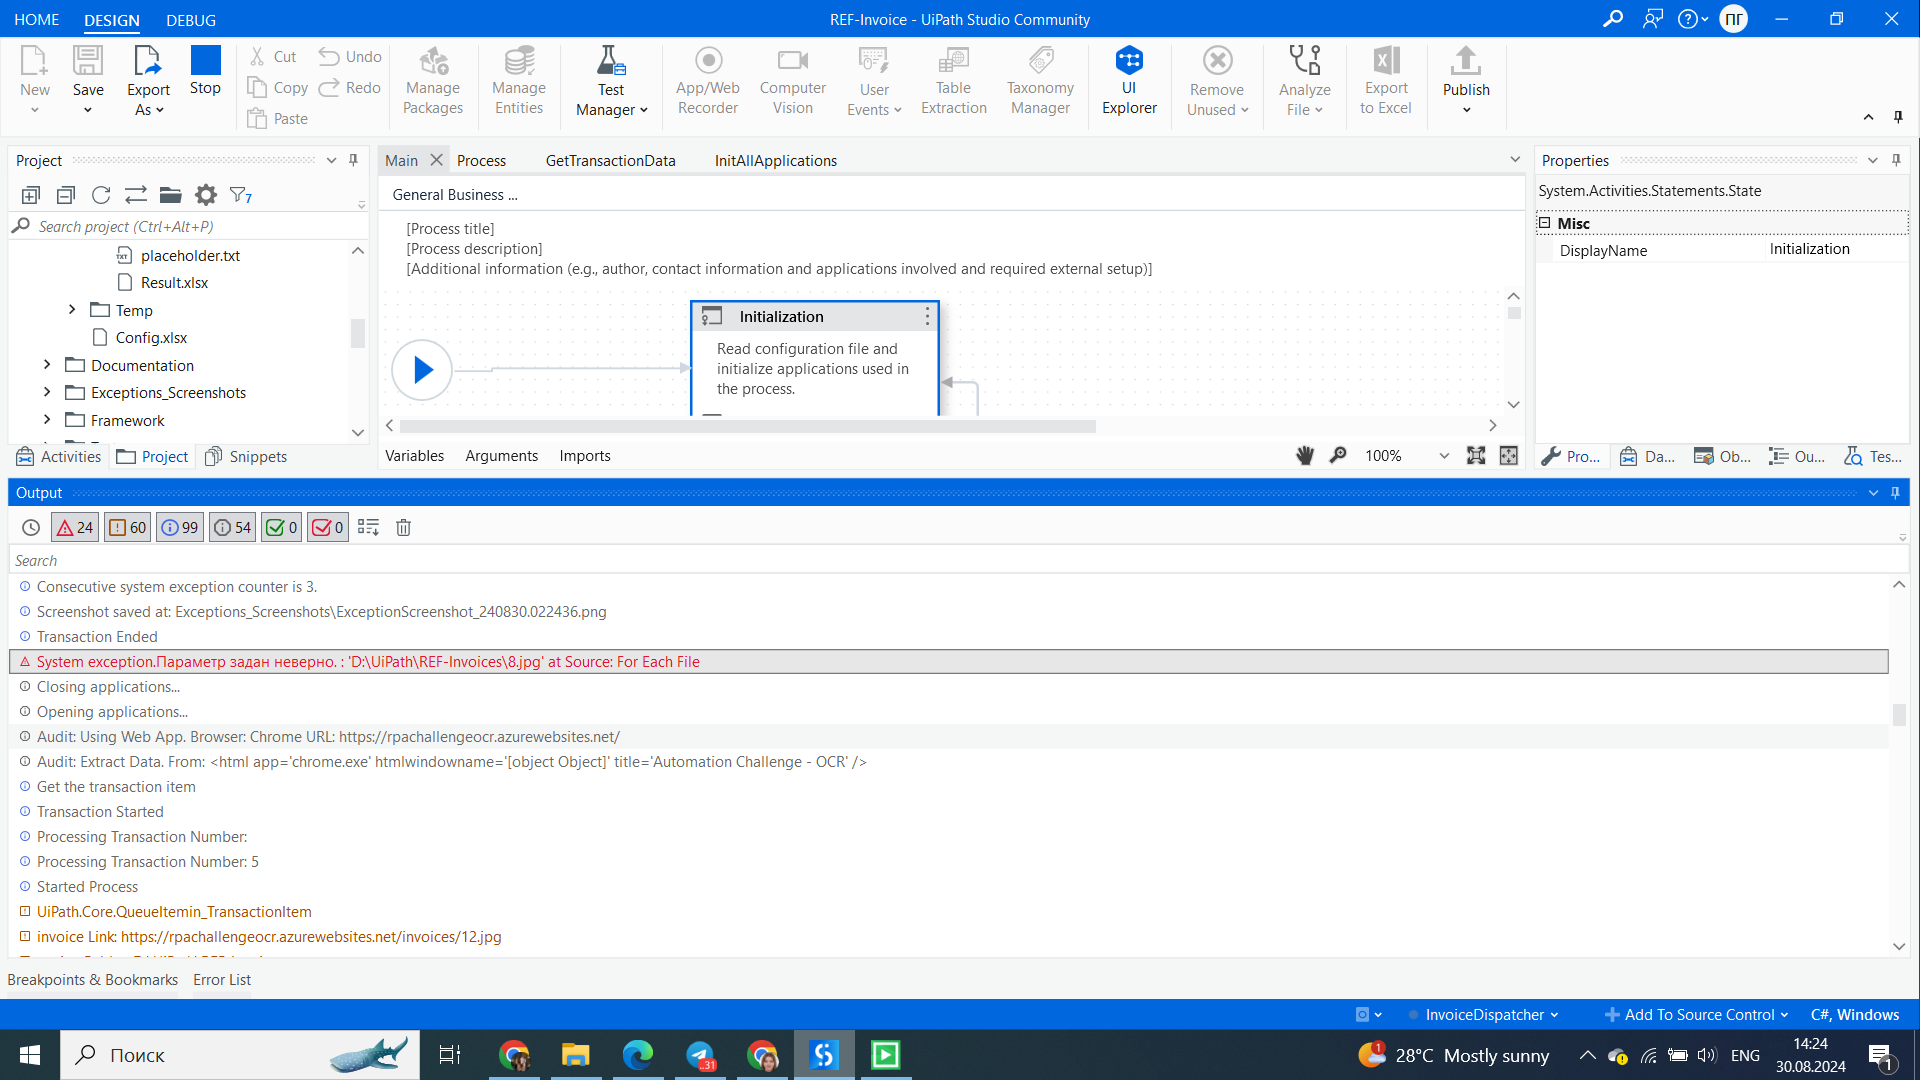 HOME DESIGN DEBUG REF-Invoice - UiPath Studio Community ПГ
New Save Export As Stop Cut Copy Paste Undo Redo Manage Packages Manage Entities Test Manager App/Web Recorder Computer Vision User Events Table Extraction Taxonomy Manager UI Explorer Remove Unused Analyze File Export to Excel Publish
Project
7
Search project (Ctrl+Alt+P)
placeholder.txt
Result.xlsx
Temp
Config.xlsx
Documentation
Exceptions_Screenshots
Framework
Activities Project Snippets
Main Process GetTransactionData InitAllApplications
General Business ...
[Process title]
[Process description]
[Additional information (e.g., author, contact information and applications involved and required external setup)]
Initialization
Read configuration file and
initialize applications used in
the process.
Variables Arguments Imports 100%
Properties
System.Activities.Statements.State
Misc
DisplayName Initialization
Pro... Da... Ob... Ou... Tes...
Output
24 60 99 54 0 0
Search
Consecutive system exception counter is 3.
Screenshot saved at: Exceptions_Screenshots\ExceptionScreenshot_240830.022436.png
Transaction Ended
System exception.Параметр задан неверно. : 'D:\UiPath\REF-Invoices\8.jpg' at Source: For Each File
Closing applications...
Opening applications...
Audit: Using Web App. Browser: Chrome URL: https://rpachallengeocr.azurewebsites.net/
Audit: Extract Data. From: <html app='chrome.exe' htmlwindowname='[object Object]' title='Automation Challenge - OCR' />
Get the transaction item
Transaction Started
Processing Transaction Number:
Processing Transaction Number: 5
Started Process
UiPath.Core.QueueItemin_TransactionItem
invoice Link: https://rpachallengeocr.azurewebsites.net/invoices/12.jpg
Breakpoints & Bookmarks Error List
InvoiceDispatcher Add To Source Control C#, Windows
Поиск 31 1 28°C Mostly sunny ENG 14:24
30.08.2024 1